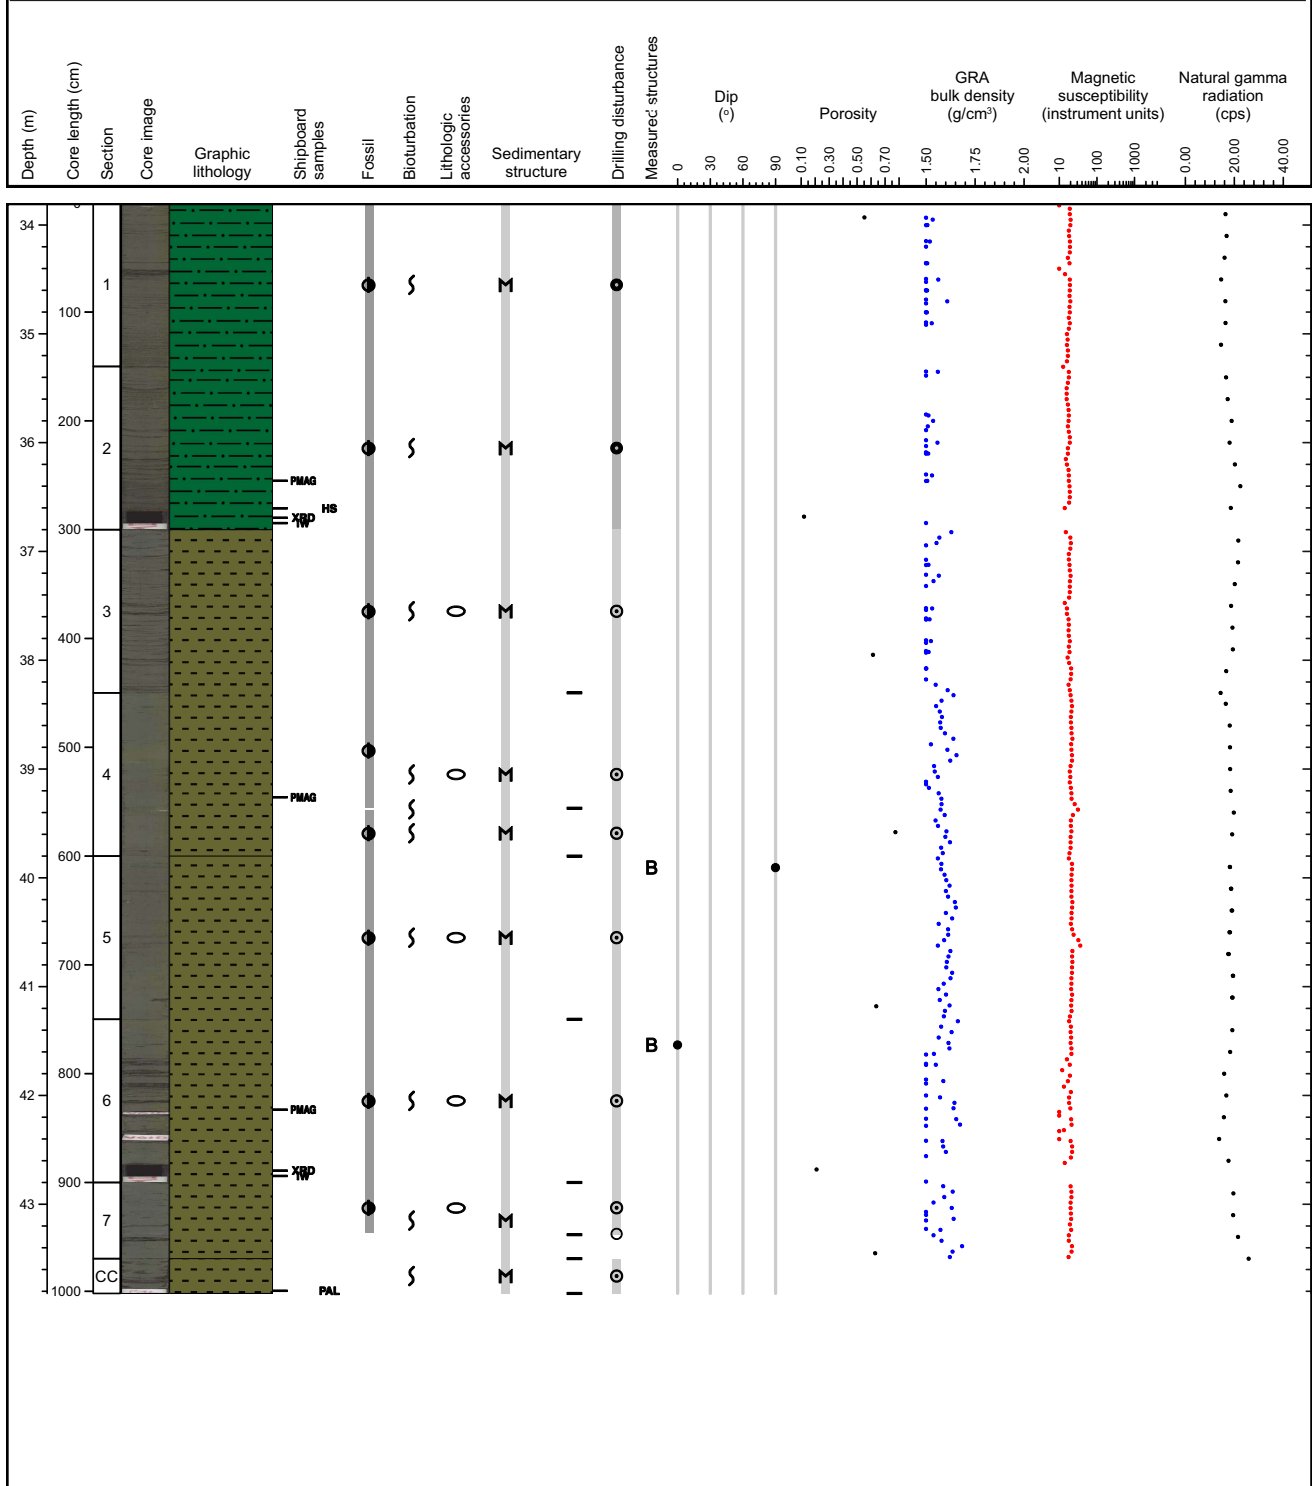 Depth (m)
Core length (cm)
Section
Core image
Graphic
lithology
Shipboard
samples
Fossil
Bioturbation
Lithologic
accessories
Sedimentary
structure
Drilling disturbance
Measured structures
Dip
(o)
0 30 60 90
Porosity
0.10 0.30 0.50 0.70
GRA
bulk density
(g/cm3)
1.50 1.75 2.00
Magnetic
susceptibility
(instrument units)
10 100 1000
Natural gamma
radiation
(cps)
0.00 20.00 40.00
0
34
1
100
35
200
36
2
PMAG
HS
XRD
IW
300
37
3
400
38
500
39
4
PMAG
600
B
40
5
700
41
B
800
42
6
PMAG
XRD
IW
900
43
7
CC
1000
PAL